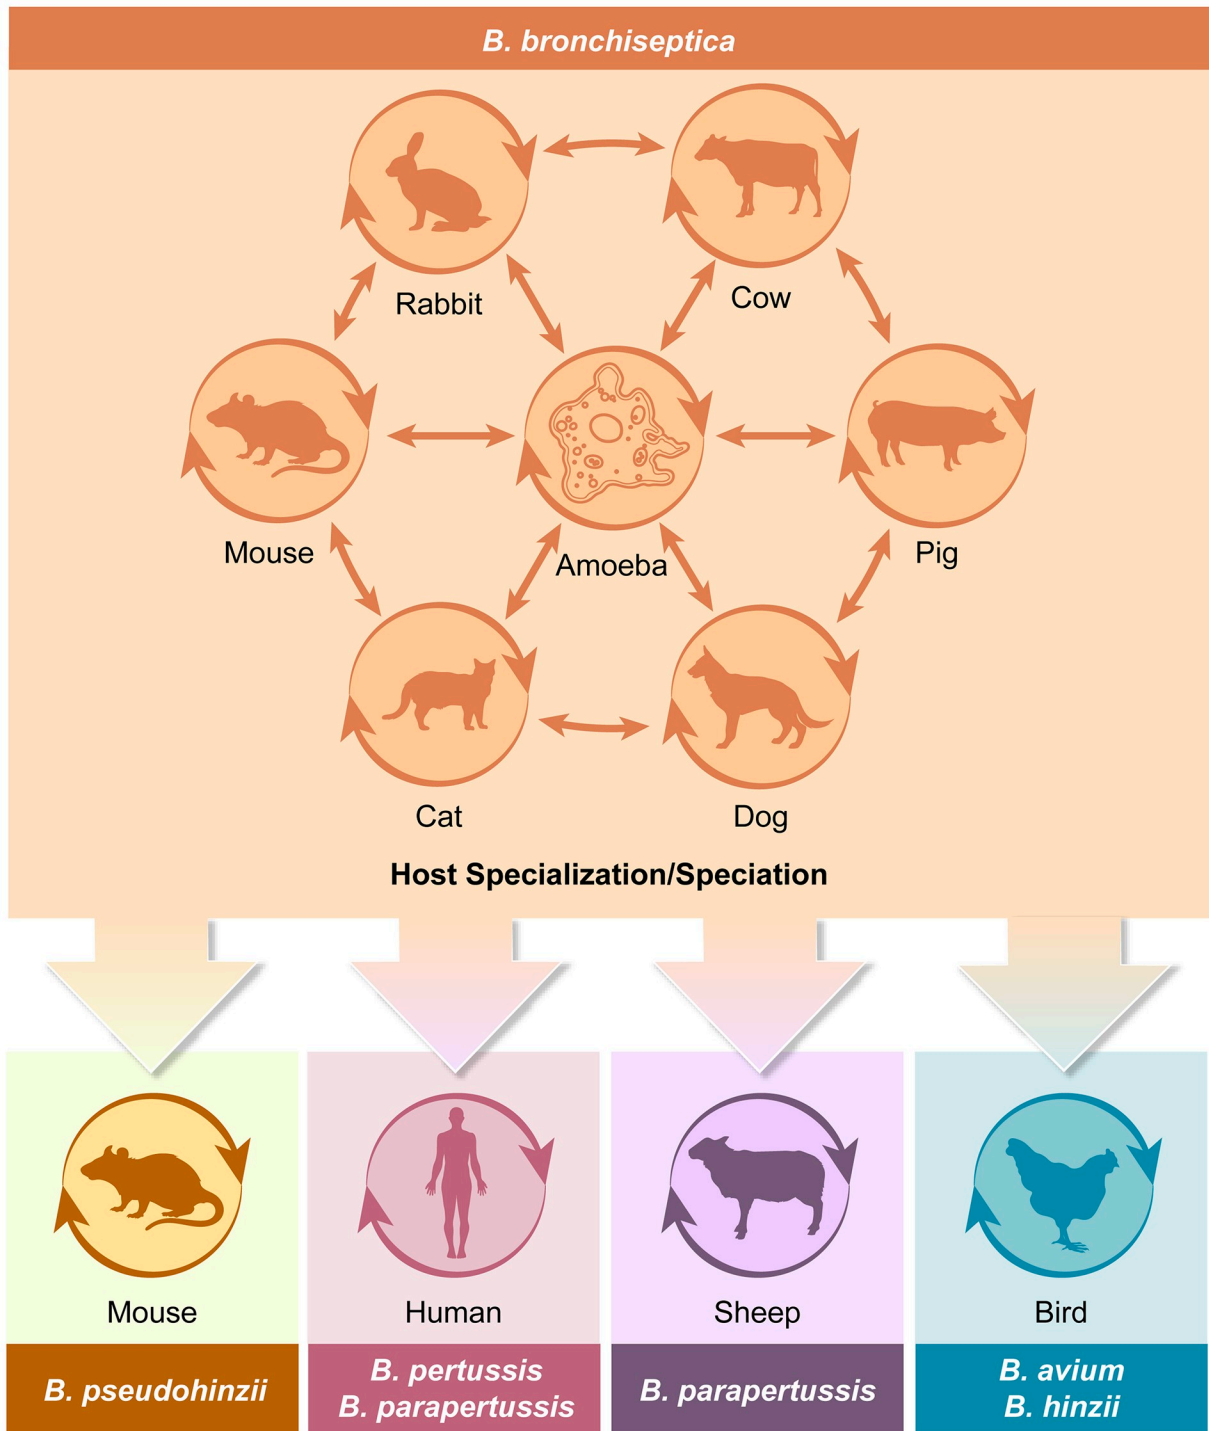 B. bronchiseptica
Rabbit
Cow
Mouse
Amoeba
Pig
Cat
Dog
Host Specialization/Speciation
Mouse
Human
Sheep
Bird
B. pseudohinzii
B. pertussis
B. parapertussis
B. parapertussis
B. avium
B. hinzii